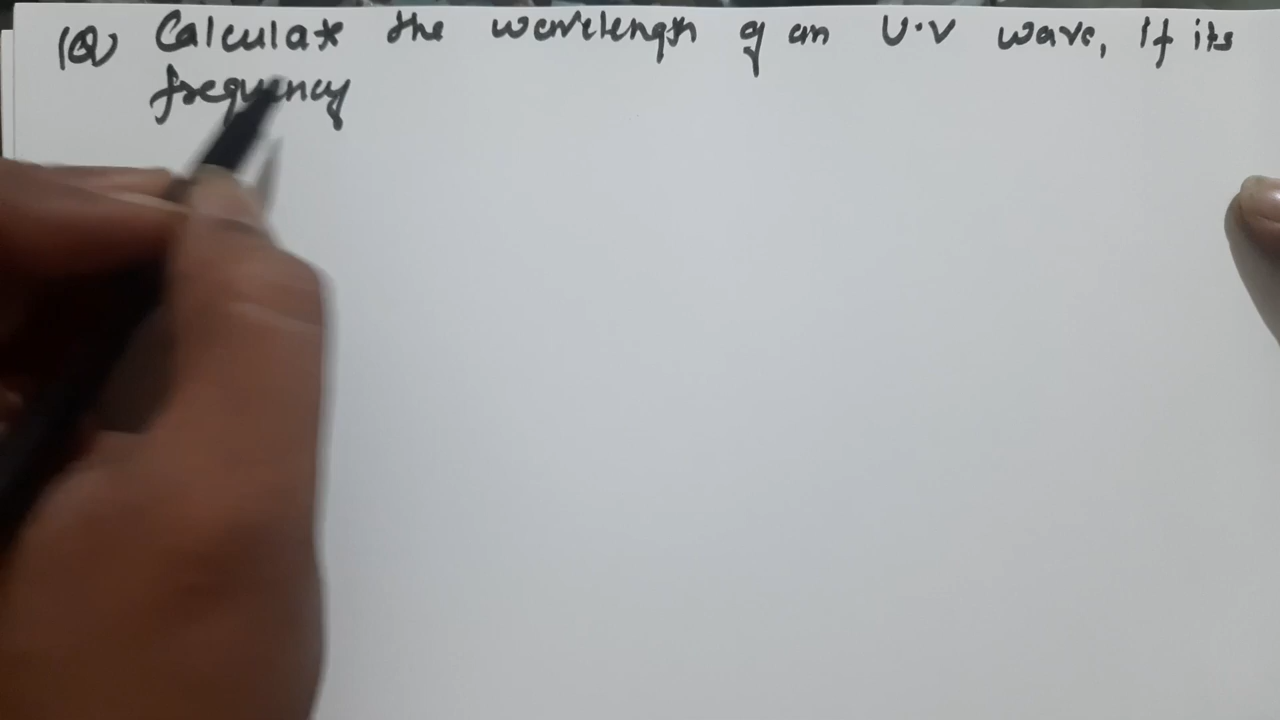 (Q) Calculate the wavelength of an U.V wave, If its
frequency